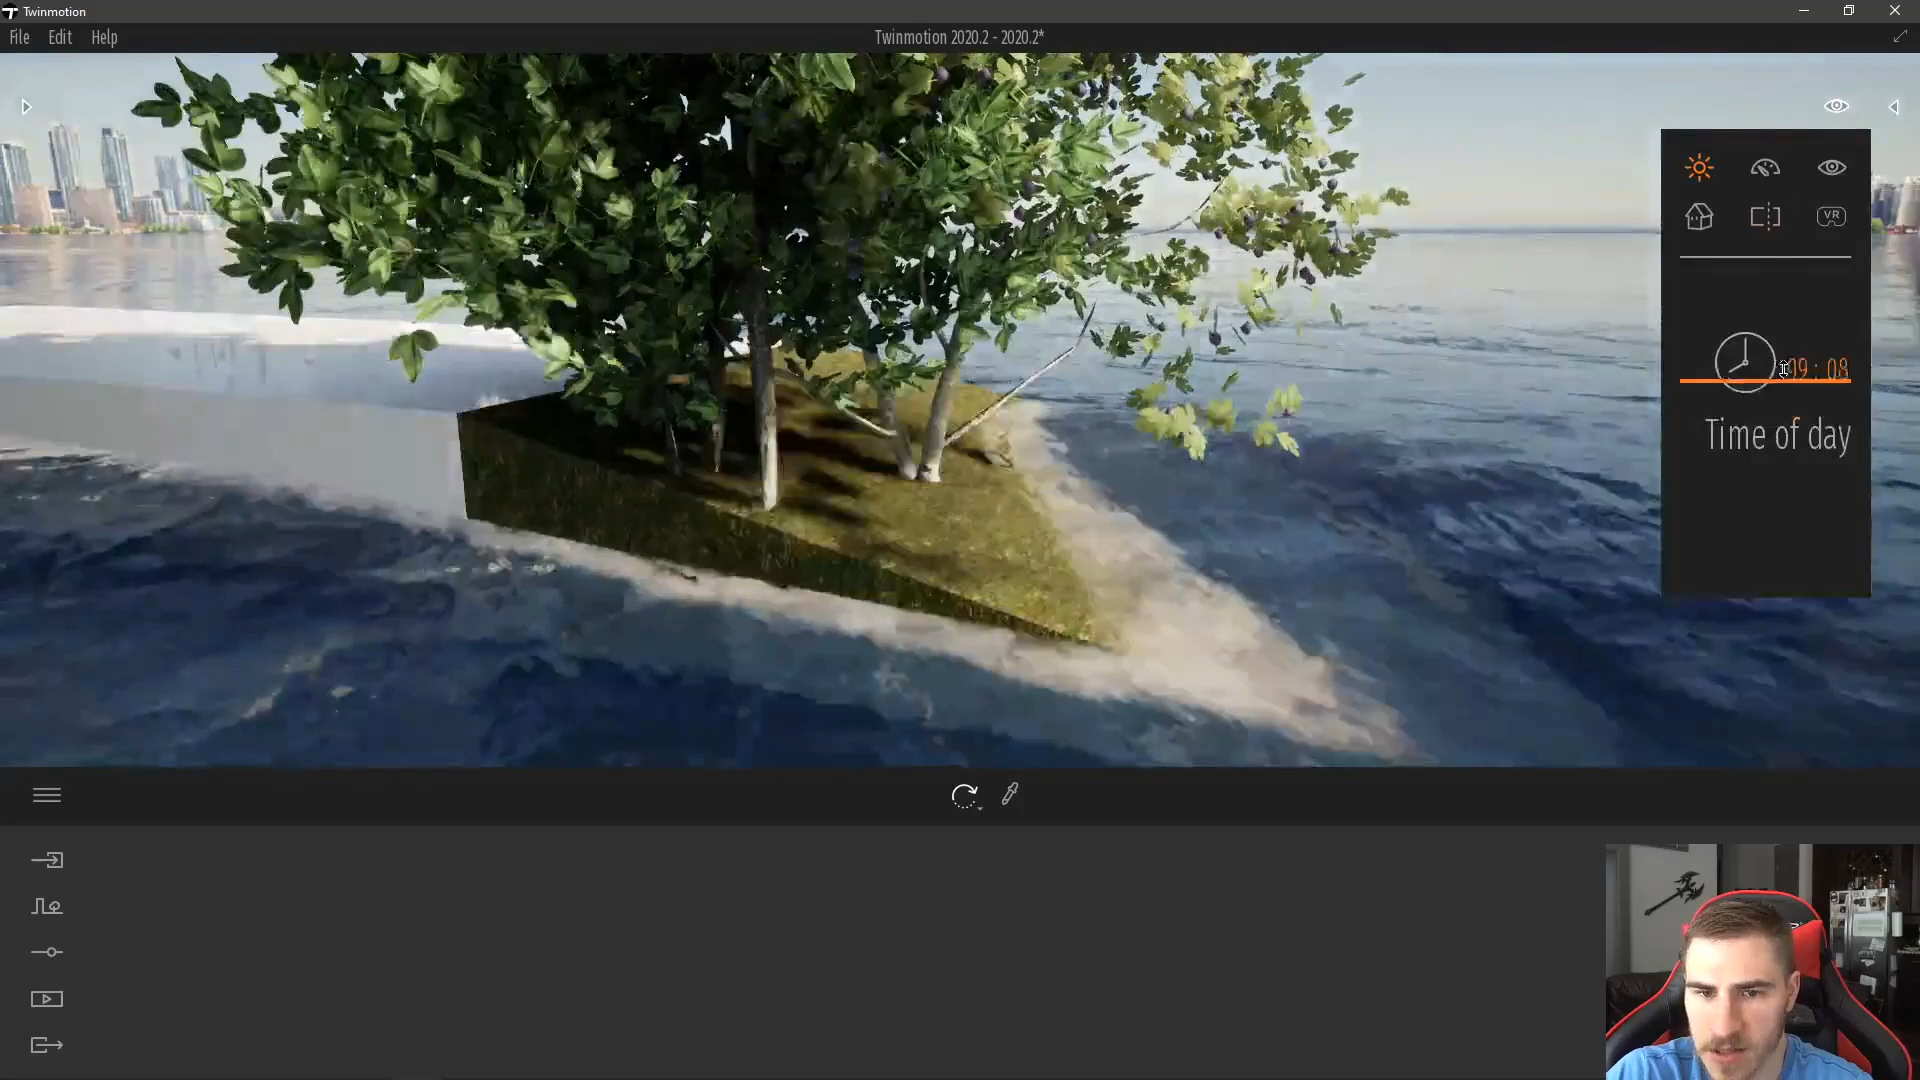 Twinmotion
File Edit Help
Twinmotion 2020.2 - 2020.2*
VR
09 : 08
Time of day